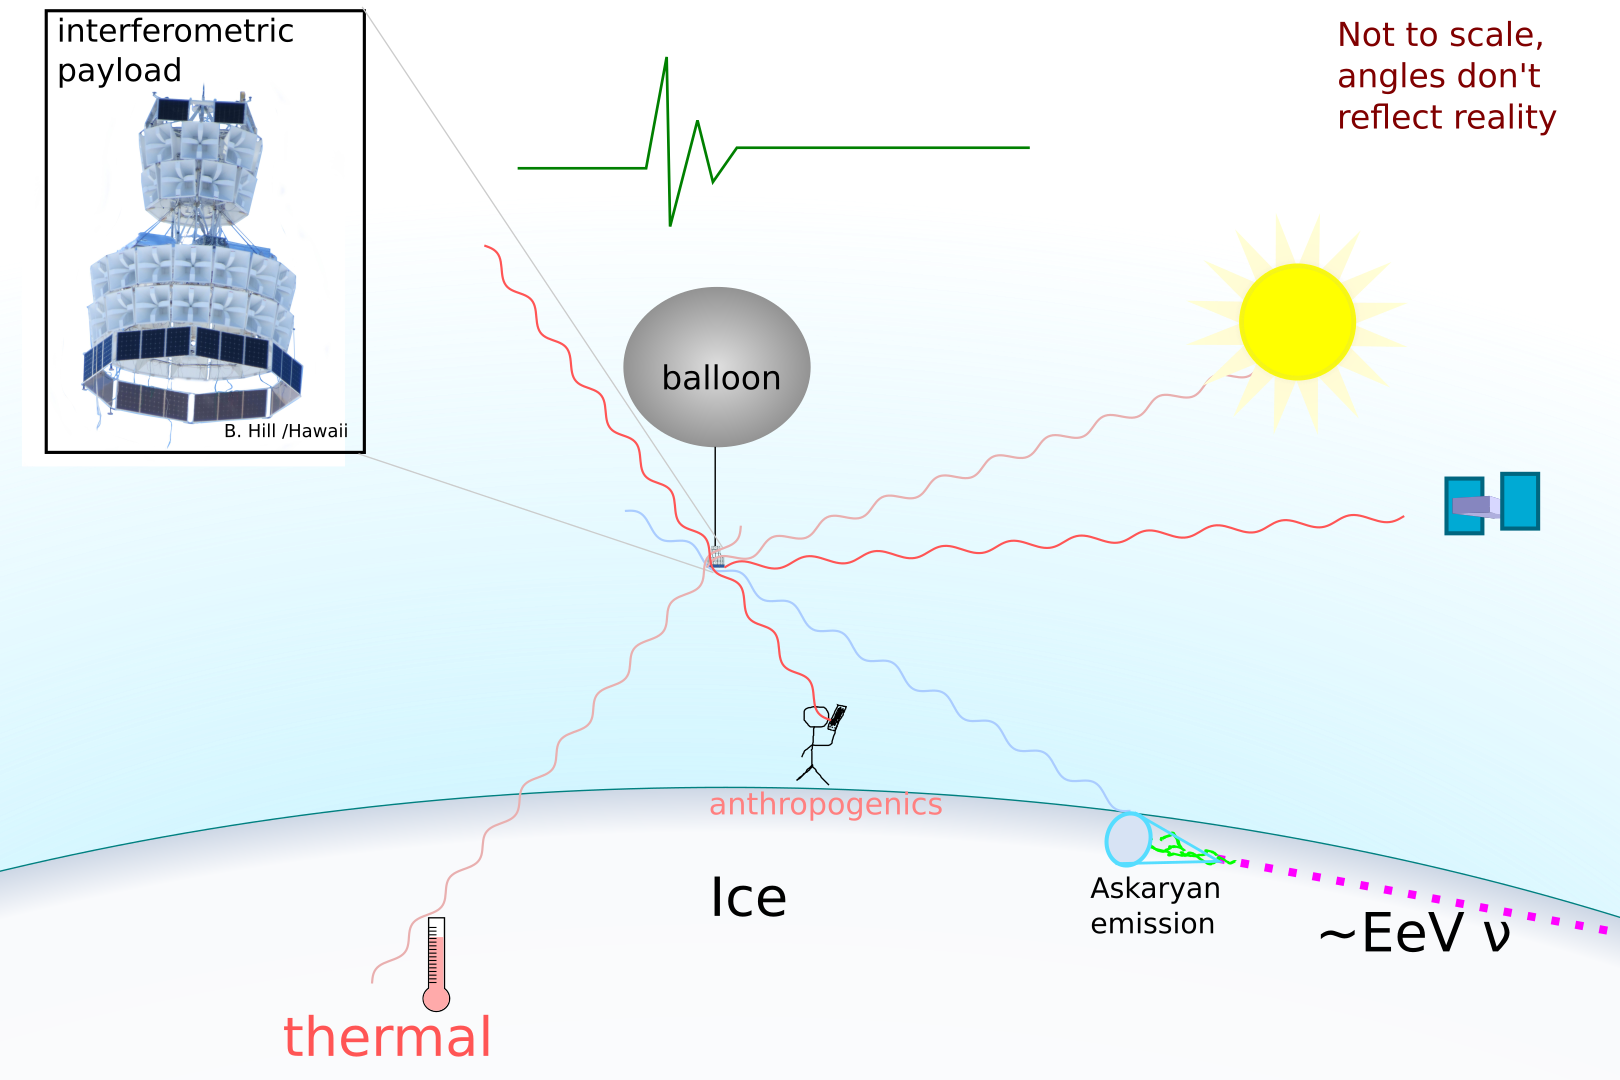 interferometric
payload
B. Hill /Hawaii
Not to scale,
angles don't
reflect reality
balloon
anthropogenics
Ice
Askaryan
emission
~EeV ν
thermal